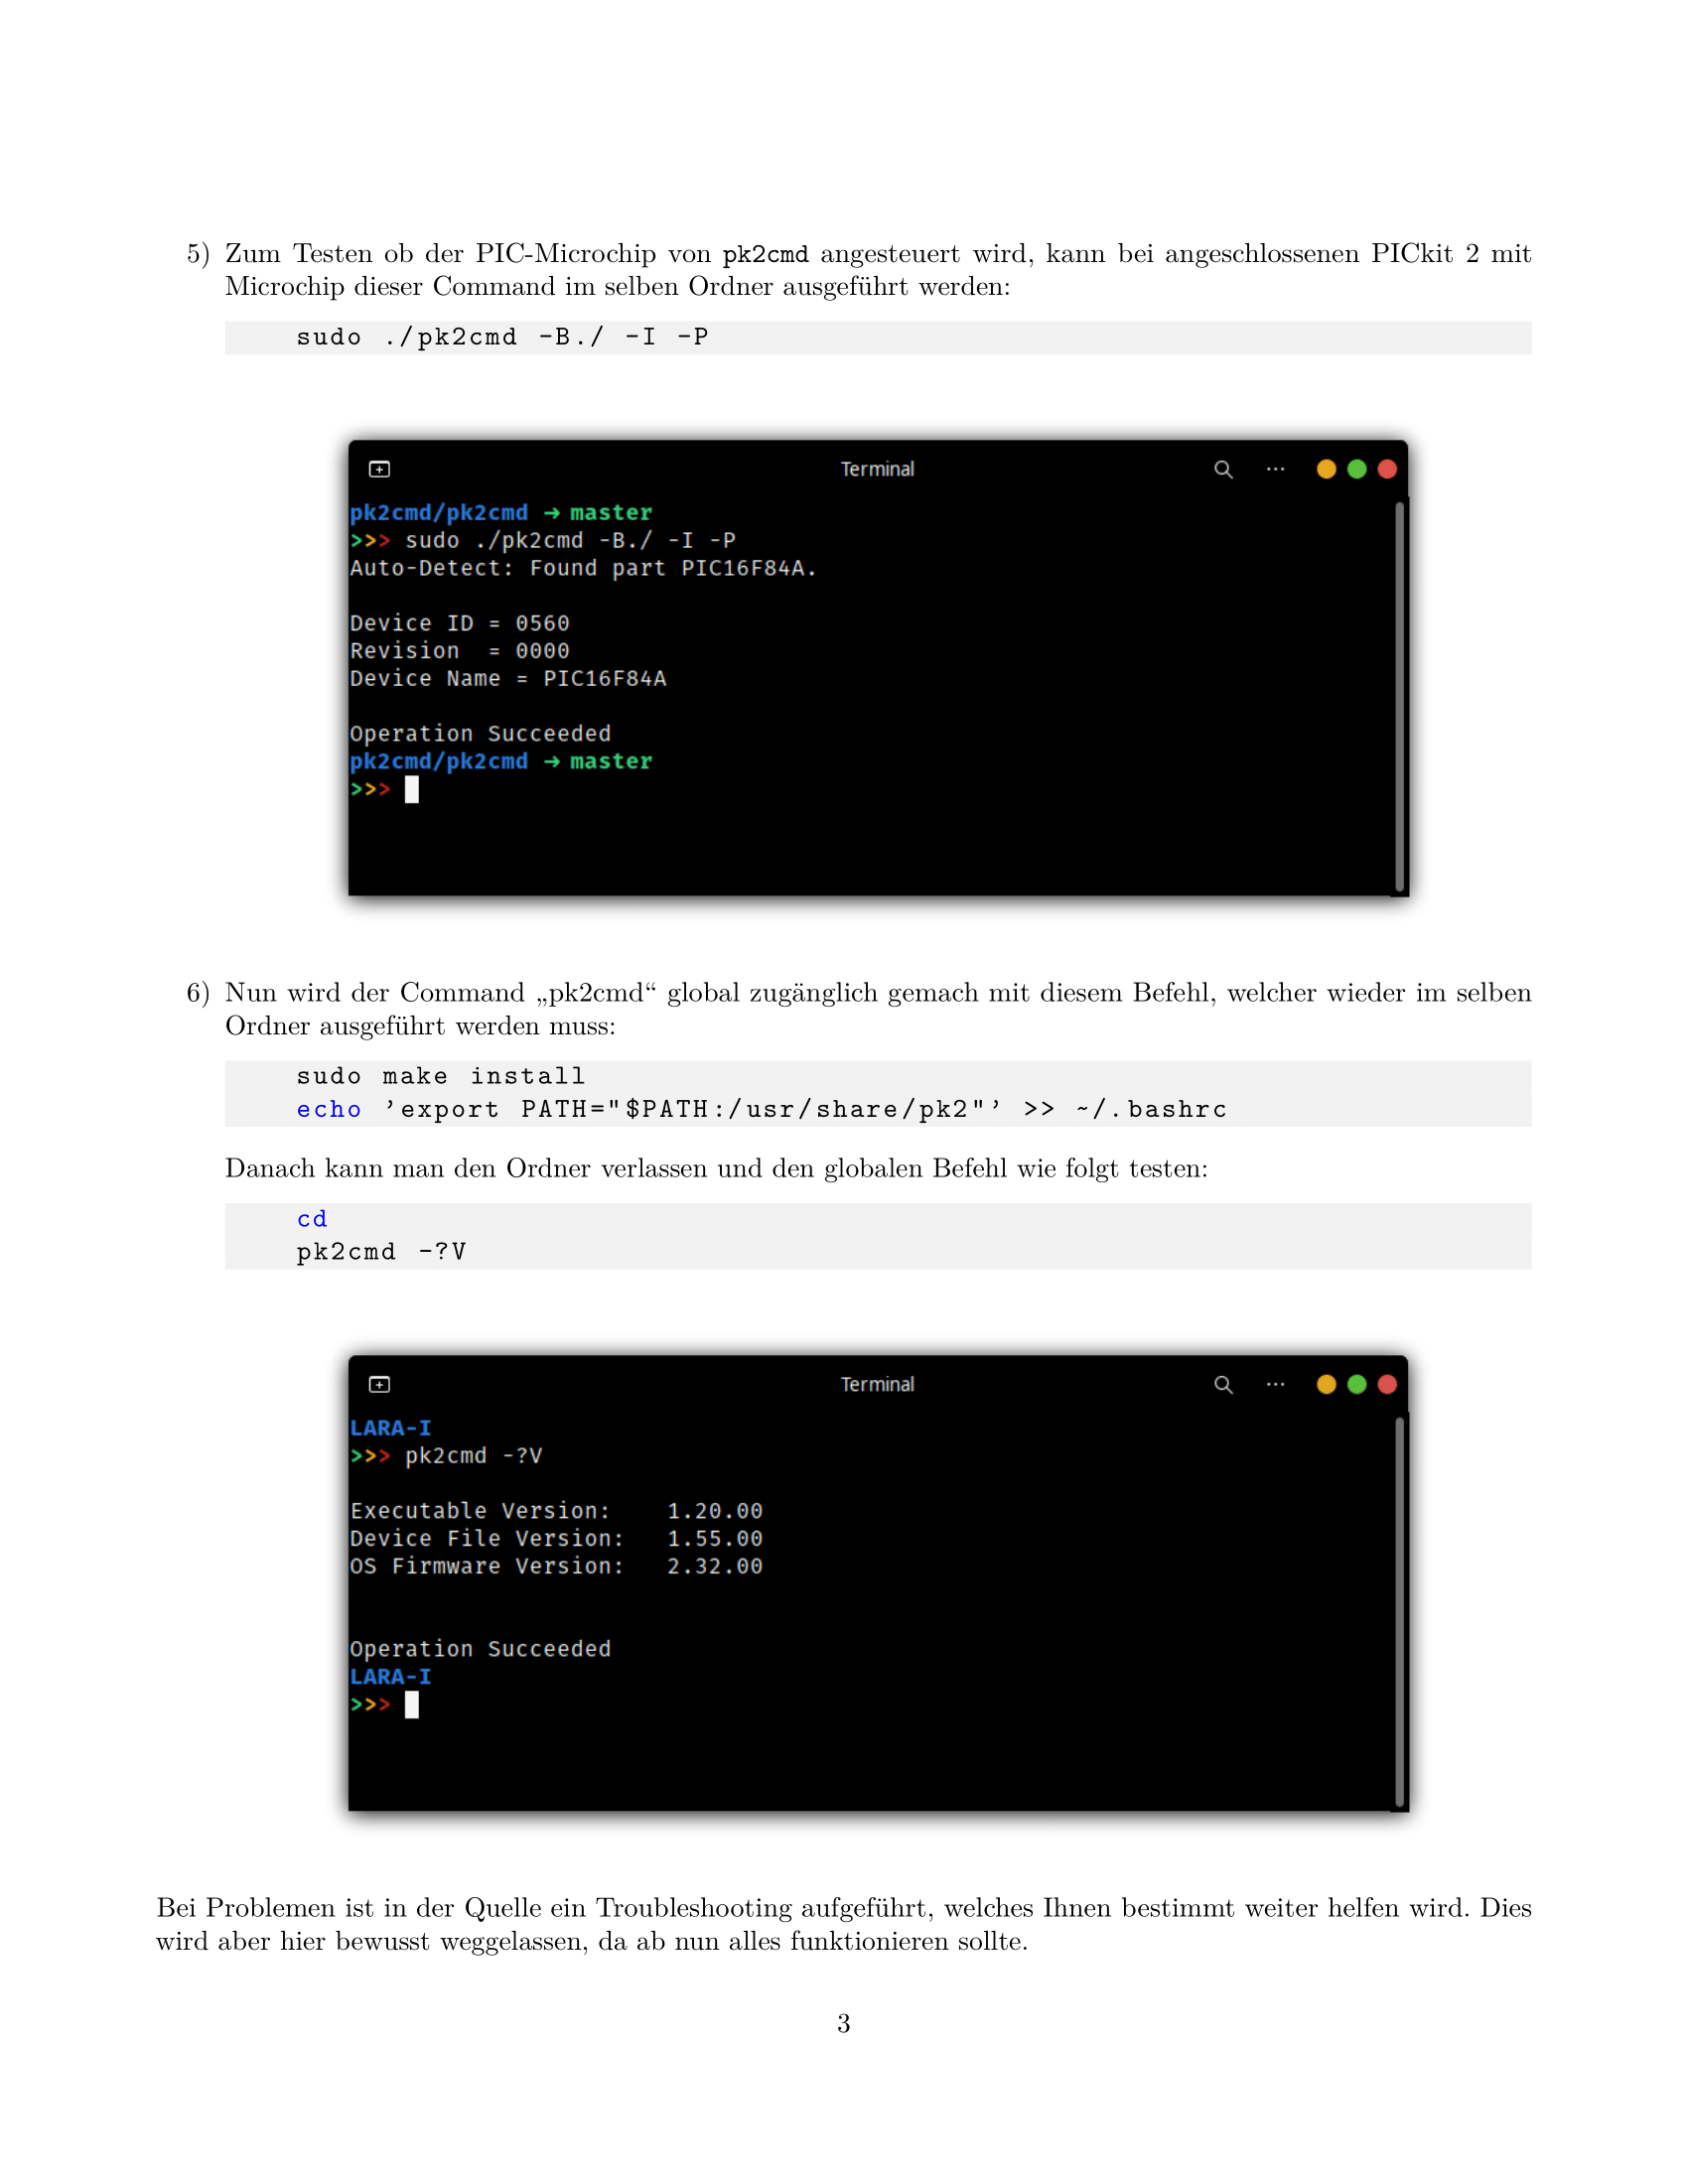 5) Zum Testen ob der PIC-Microchip von pk2cmd angesteuert wird, kann bei angeschlossenen PICkit 2 mit
Microchip dieser Command im selben Ordner ausgeführt werden:
sudo ./pk2cmd -B./ -I -P
Terminal
pk2cmd/pk2cmd → master
>>> sudo ./pk2cmd -B./ -I -P
Auto-Detect: Found part PIC16F84A.
Device ID = 0560
Revision  = 0000
Device Name = PIC16F84A
Operation Succeeded
pk2cmd/pk2cmd → master
>>>
6) Nun wird der Command „pk2cmd“ global zugänglich gemach mit diesem Befehl, welcher wieder im selben
Ordner ausgeführt werden muss:
sudo make install
echo ’export PATH="$PATH:/usr/share/pk2"’ >> ~/.bashrc
Danach kann man den Ordner verlassen und den globalen Befehl wie folgt testen:
cd
pk2cmd -?V
Terminal
LARA-I
>>> pk2cmd -?V
Executable Version:    1.20.00
Device File Version:   1.55.00
OS Firmware Version:   2.32.00
Operation Succeeded
LARA-I
>>>
Bei Problemen ist in der Quelle ein Troubleshooting aufgeführt, welches Ihnen bestimmt weiter helfen wird. Dies
wird aber hier bewusst weggelassen, da ab nun alles funktionieren sollte.
3